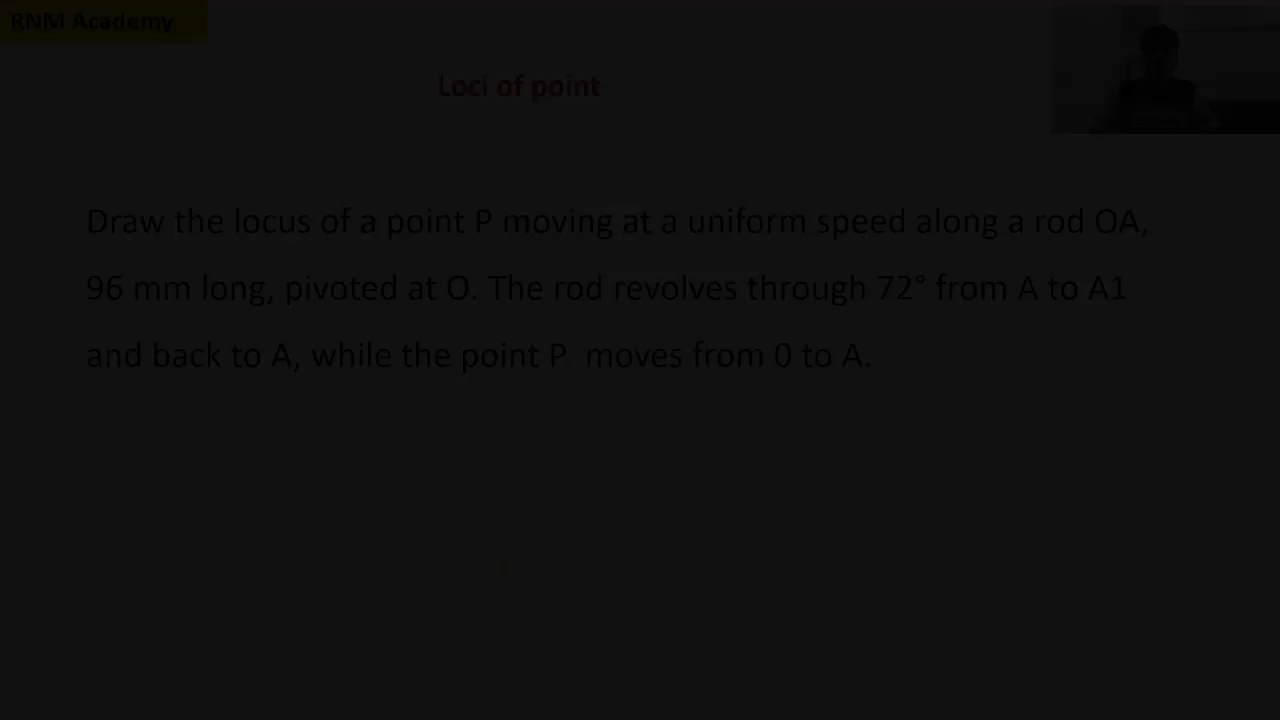 RNM Academy
Loci of point
Draw the locus of a point P moving at a uniform speed along a rod OA,
96 mm long, pivoted at O. The rod revolves through 72° from A to A1
and back to A, while the point P moves from 0 to A.